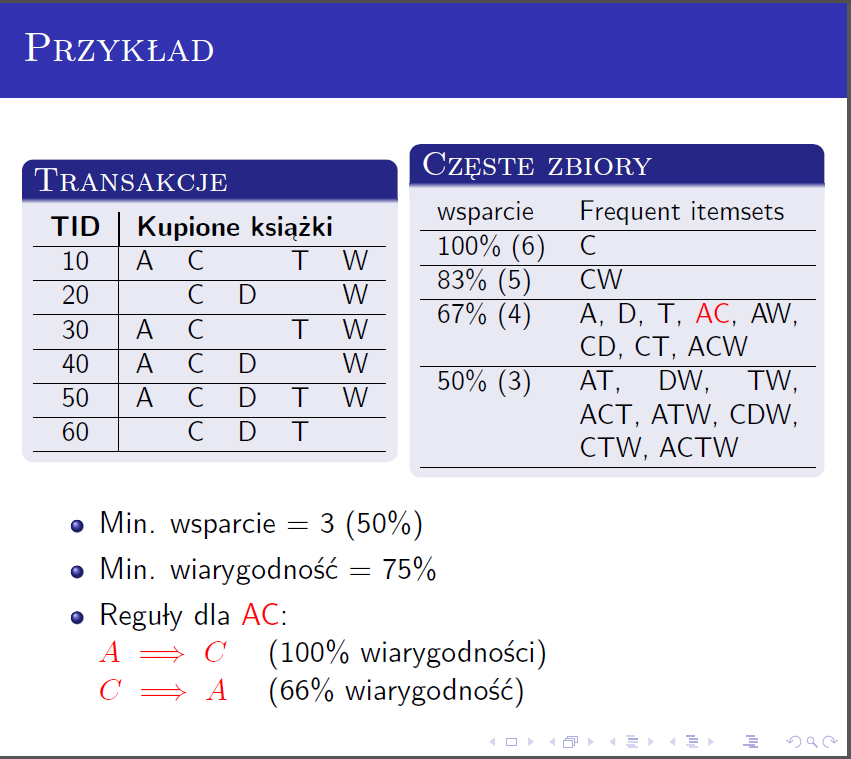 Przykład
Transakcje
TID Kupione książki
10 A C T W
20 C D W
30 A C T W
40 A C D W
50 A C D T W
60 C D T
Częste zbiory
wsparcie Frequent itemsets
100% (6) C
83% (5) CW
67% (4) A, D, T, AC, AW,
CD, CT, ACW
50% (3) AT, DW, TW,
ACT, ATW, CDW,
CTW, ACTW
Min. wsparcie = 3 (50%)
Min. wiarygodność = 75%
Reguły dla AC:
A ⟹ C (100% wiarygodności)
C ⟹ A (66% wiarygodność)